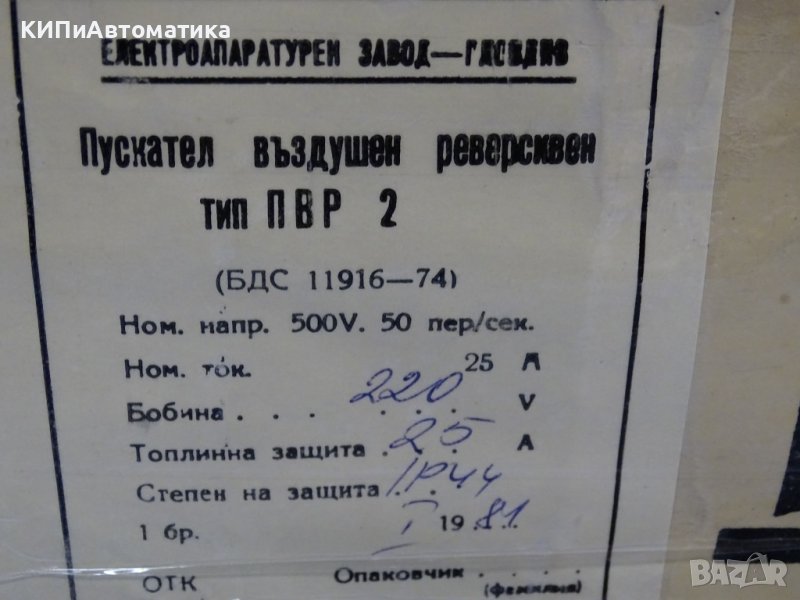 КИПиАвтоматика
ЕЛЕКТРОАПАРАТУРЕН ЗАВОД—ПЛОВДИВ
Пускател въздушен реверсивен
тип ПВР 2
(БДС 11916—74)
Ном. напр. 500V. 50 пер/сек.
Ном. ток. 25 А
Бобина . . . 220 V
Топлинна защита . 25 А
Степен на защита IP44
1 бр. I 1981
ОТК Опаковчик . . . .
(фамилия)
BAZAR